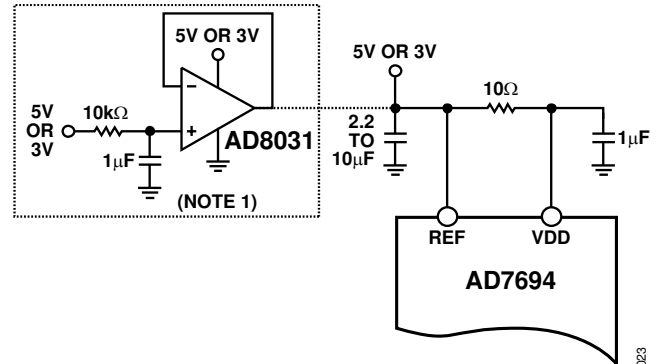 5V OR 3V
5V
OR
3V
10kΩ
1μF
−
+
AD8031
(NOTE 1)
5V OR 3V
2.2
TO
10μF
10Ω
1μF
REF
VDD
AD7694
023